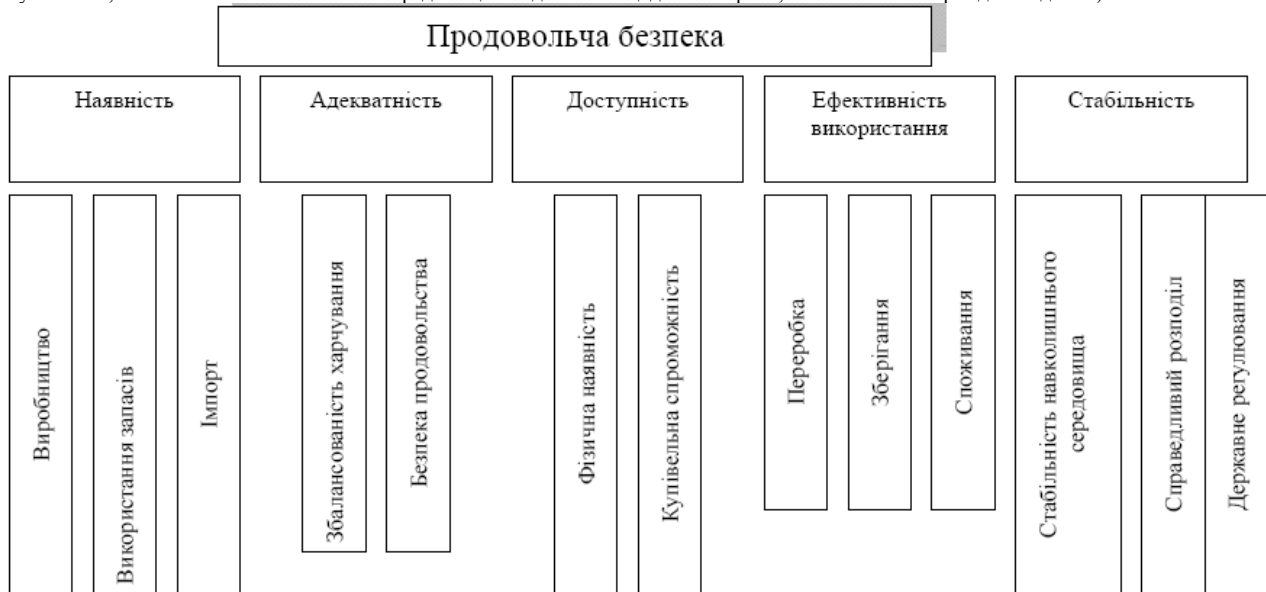 Продовольча безпека
Наявність
Адекватність
Доступність
Ефективність
використання
Стабільність
Виробництво
Використання запасів
Імпорт
Збалансованість харчування
Безпека продовольства
Фізична наявність
Купівельна спроможність
Переробка
Зберігання
Споживання
Стабільність навколишнього
середовища
Справедливий розподіл
Державне регулювання